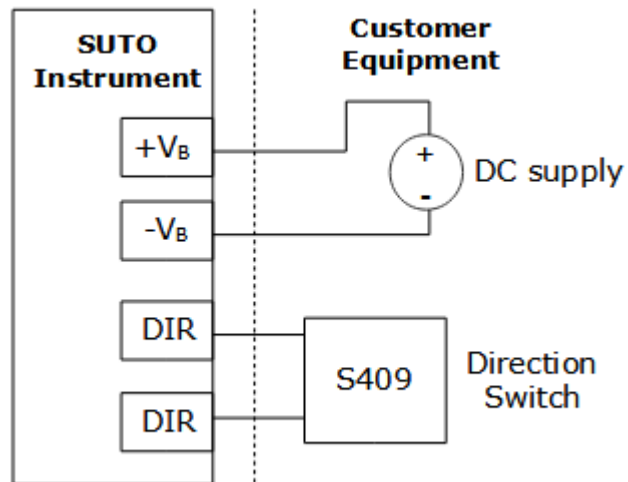 SUTO
Instrument
Customer
Equipment
+VB
+
-
DC supply
-VB
DIR
S409
Direction
Switch
DIR